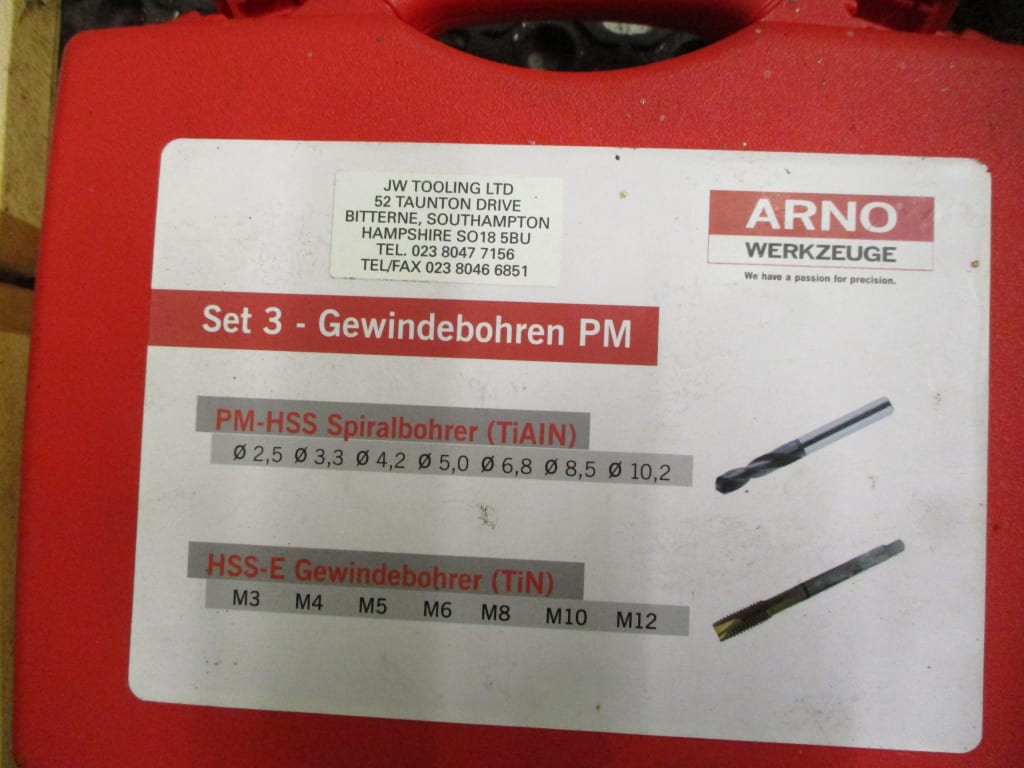 JW TOOLING LTD
52 TAUNTON DRIVE
BITTERNE, SOUTHAMPTON
HAMPSHIRE SO18 5BU
TEL. 023 8047 7156
TEL/FAX 023 8046 6851
ARNO®
WERKZEUGE
We have a passion for precision.
Set 3 - Gewindebohren PM
PM-HSS Spiralbohrer (TiAlN)
Ø 2,5 Ø 3,3 Ø 4,2 Ø 5,0 Ø 6,8 Ø 8,5 Ø 10,2
HSS-E Gewindebohrer (TiN)
M3 M4 M5 M6 M8 M10 M12